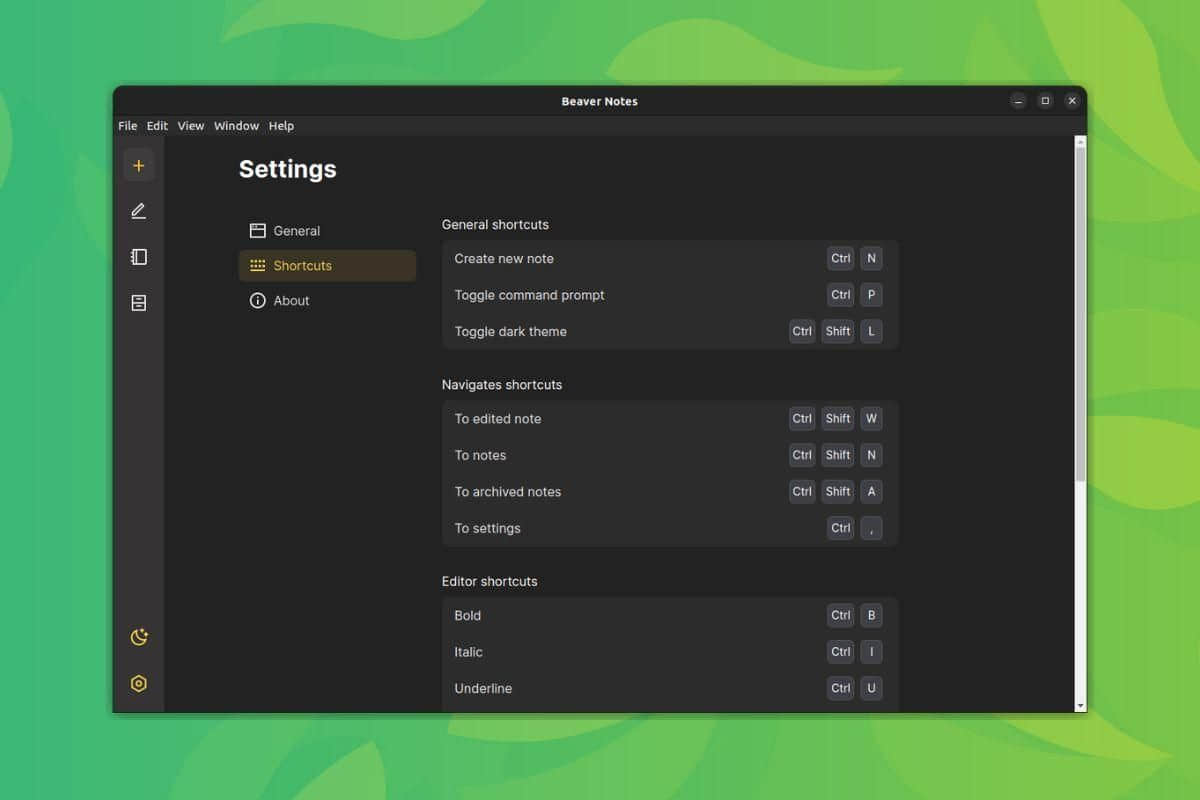 Beaver Notes
File Edit View Window Help
Settings
General
Shortcuts
About
General shortcuts
Create new note Ctrl N
Toggle command prompt Ctrl P
Toggle dark theme Ctrl Shift L
Navigates shortcuts
To edited note Ctrl Shift W
To notes Ctrl Shift N
To archived notes Ctrl Shift A
To settings Ctrl ,
Editor shortcuts
Bold Ctrl B
Italic Ctrl I
Underline Ctrl U